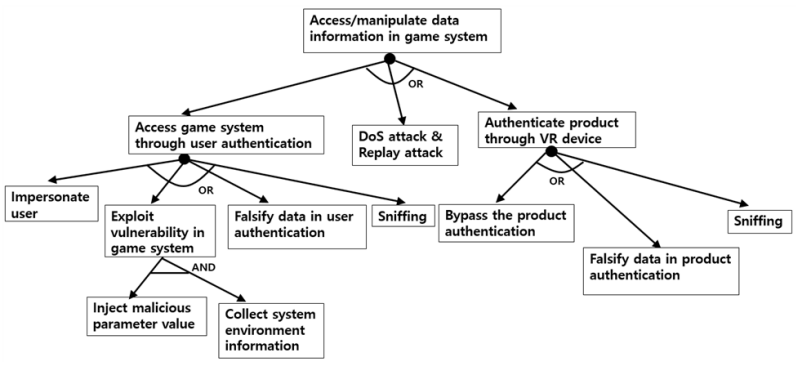 Access/manipulate data
information in game system
OR
Access game system
through user authentication
DoS attack &
Replay attack
Authenticate product
through VR device
OR
OR
Impersonate
user
Exploit
vulnerability in
game system
Falsify data in user
authentication
Sniffing
Bypass the product
authentication
Sniffing
Falsify data in product
authentication
AND
Inject malicious
parameter value
Collect system
environment
information